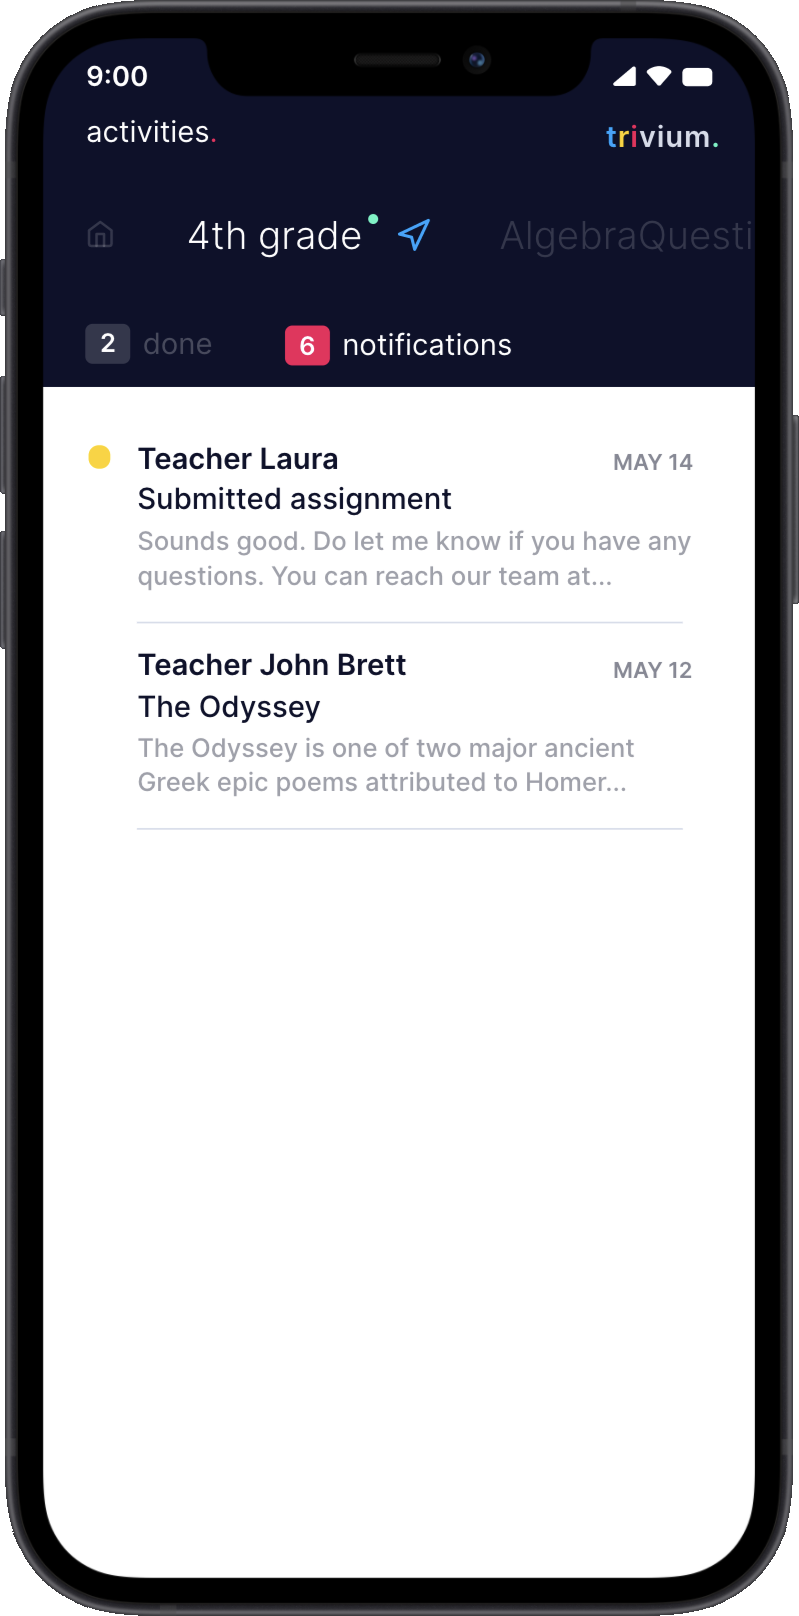 9:00
activities.
trivium.
4th grade
AlgebraQuesti
2 done
6 notifications
Teacher Laura
MAY 14
Submitted assignment
Sounds good. Do let me know if you have any
questions. You can reach our team at...
Teacher John Brett
MAY 12
The Odyssey
The Odyssey is one of two major ancient
Greek epic poems attributed to Homer...